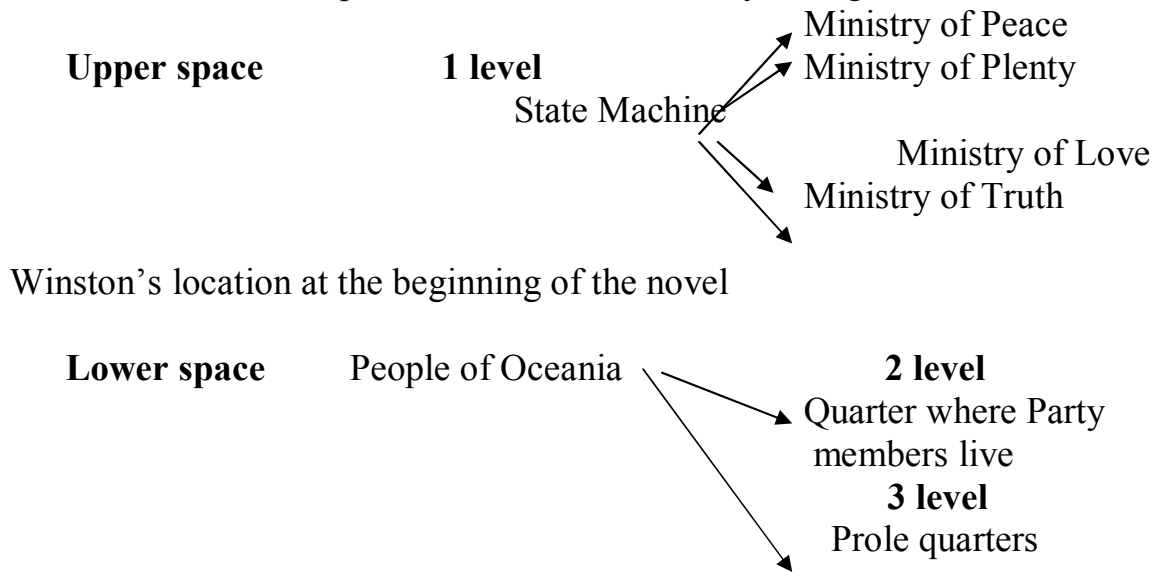 Ministry of Peace
Upper space 1 level Ministry of Plenty
State Machine
Ministry of Love
Ministry of Truth
Winston’s location at the beginning of the novel
Lower space People of Oceania 2 level
Quarter where Party
members live
3 level
Prole quarters